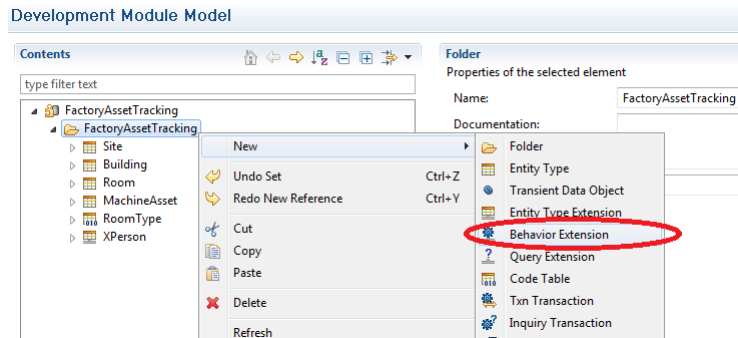 Development Module Model
Contents
type filter text
FactoryAssetTracking
FactoryAssetTracking
Site
Building
Room
MachineAsset
RoomType
XPerson
New
Undo Set Ctrl+Z
Redo New Reference Ctrl+Y
Cut
Copy
Paste
Delete
Refresh
Folder
Entity Type
Transient Data Object
Entity Type Extension
Behavior Extension
Query Extension
Code Table
Txn Transaction
Inquiry Transaction
Folder
Properties of the selected element
Name: FactoryAssetTracking
Documentation: